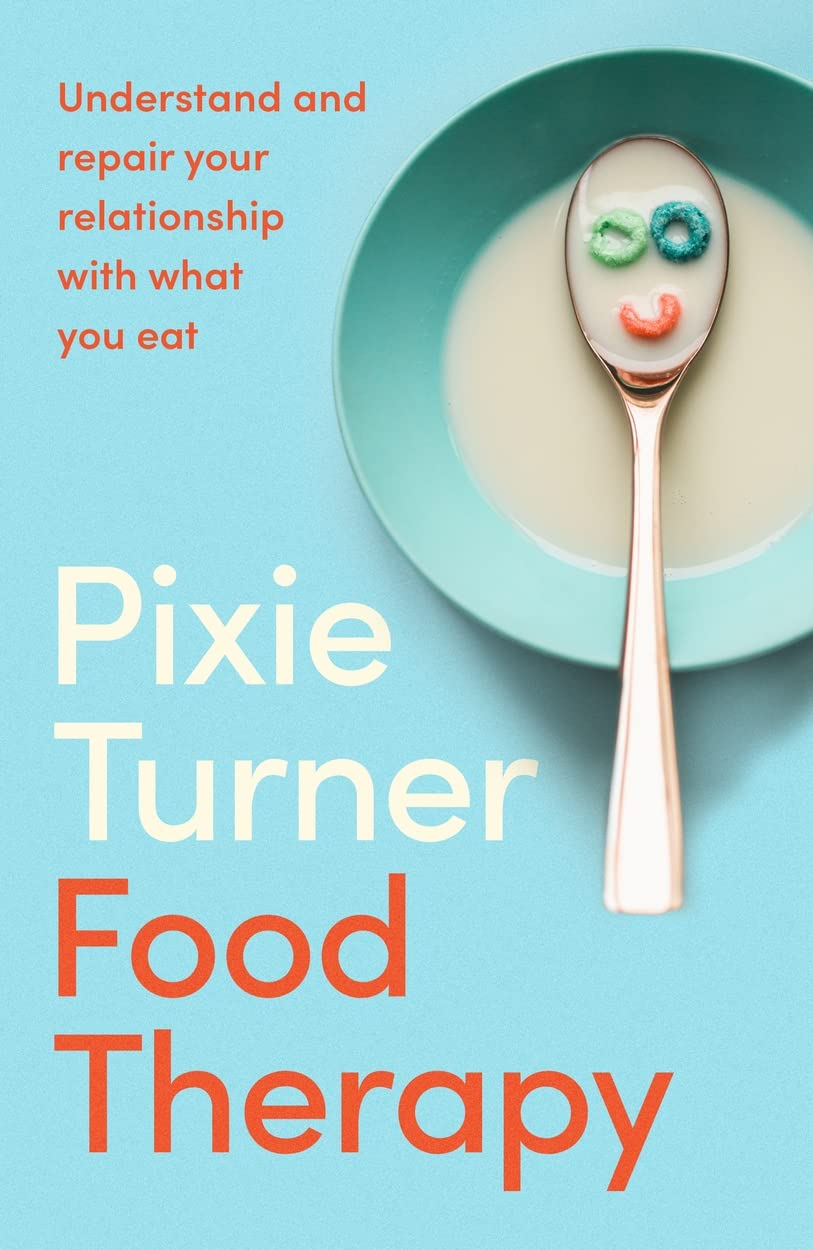 Understand and
repair your
relationship
with what
you eat
Pixie
Turner
Food
Therapy